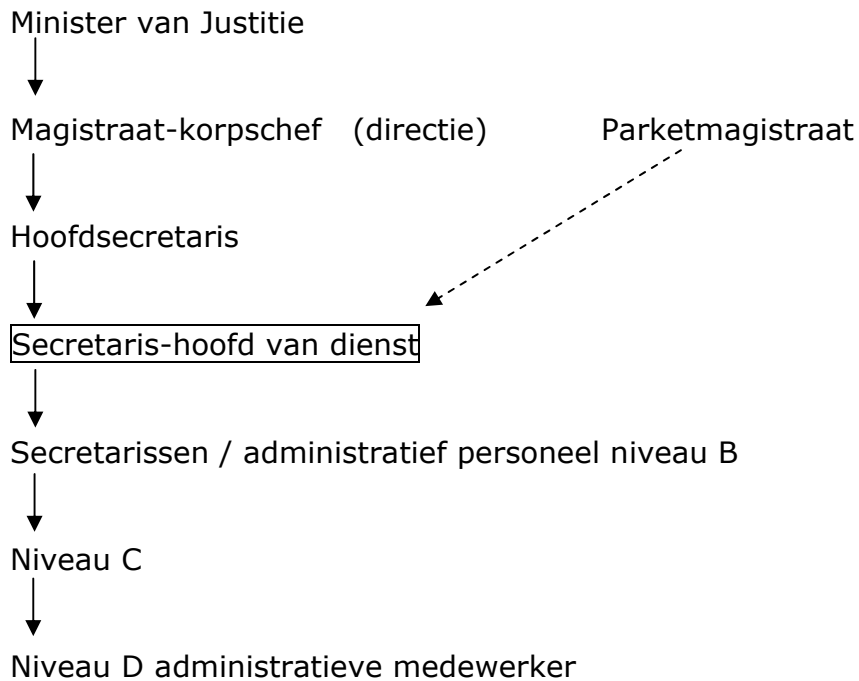 Minister van Justitie
Magistraat-korpschef (directie) Parketmagistraat
Hoofdsecretaris
Secretaris-hoofd van dienst
Secretarissen / administratief personeel niveau B
Niveau C
Niveau D administratieve medewerker